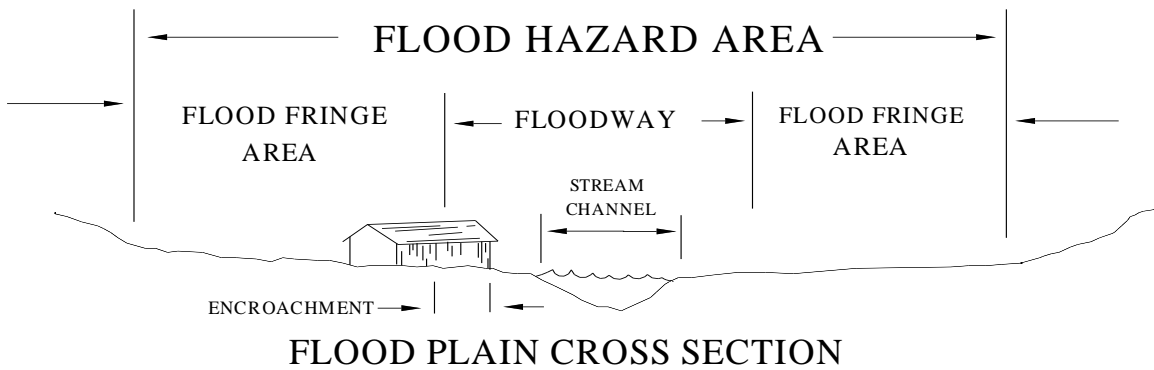 FLOOD HAZARD AREA
FLOOD FRINGE
AREA
FLOODWAY
FLOOD FRINGE
AREA
STREAM
CHANNEL
ENCROACHMENT
FLOOD PLAIN CROSS SECTION